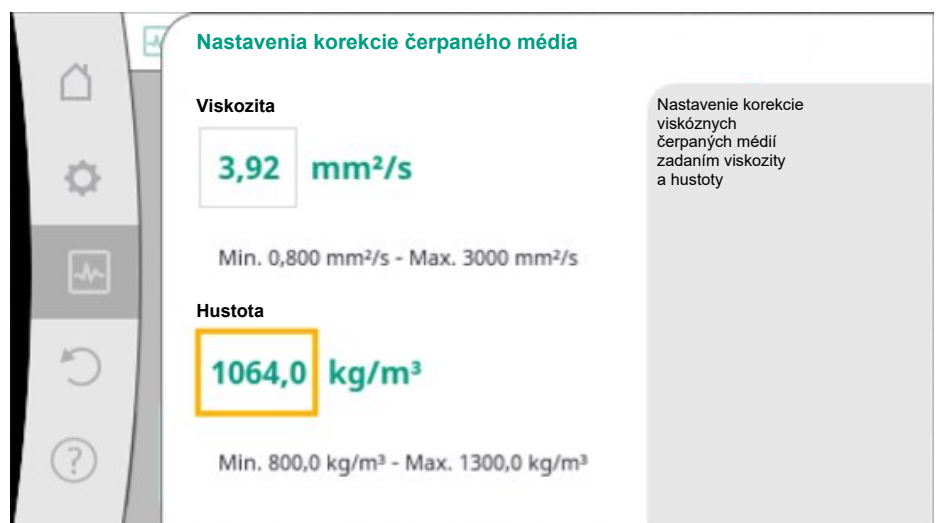 Nastavenia korekcie čerpaného média
Viskozita
3,92 mm²/s
Min. 0,800 mm²/s - Max. 3000 mm²/s
Hustota
1064,0 kg/m³
Min. 800,0 kg/m³ - Max. 1300,0 kg/m³
Nastavenie korekcie
viskóznych
čerpaných médií
zadaním viskozity
a hustoty
?